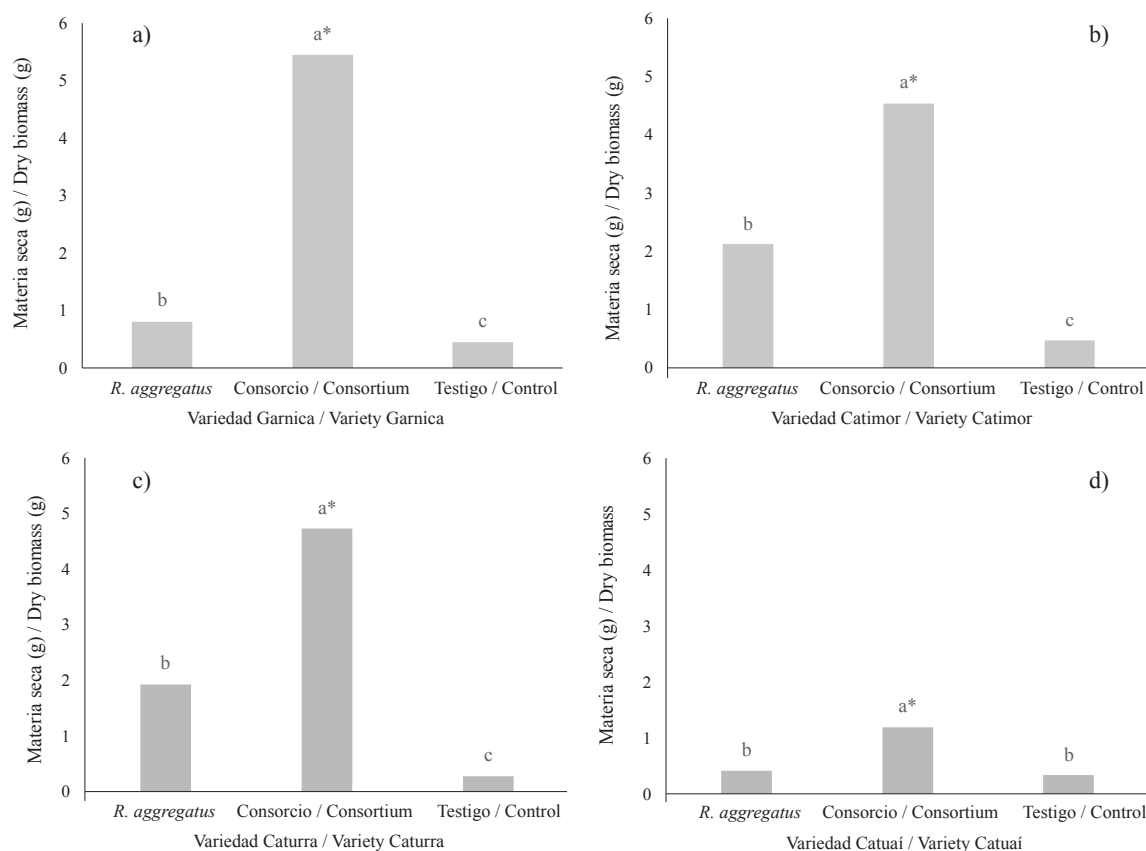 a)
Materia seca (g) / Dry biomass (g)
6
5
4
3
2
1
0
b
a*
c
R. aggregatus
Consorcio / Consortium
Testigo / Control
Variedad Garnica / Variety Garnica
b)
Materia seca (g) / Dry biomass (g)
6
5
4
3
2
1
0
b
a*
c
R. aggregatus
Consorcio / Consortium
Testigo / Control
Variedad Catimor / Variety Catimor
c)
Materia seca (g) / Dry biomass (g)
6
5
4
3
2
1
0
b
a*
c
R. aggregatus
Consorcio / Consortium
Testigo / Control
Variedad Caturra / Variety Caturra
d)
Materia seca (g) / Dry biomass
6
5
4
3
2
1
0
b
a*
b
R. aggregatus
Consorcio / Consortium
Testigo / Control
Variedad Catuaí / Variety Catuaí